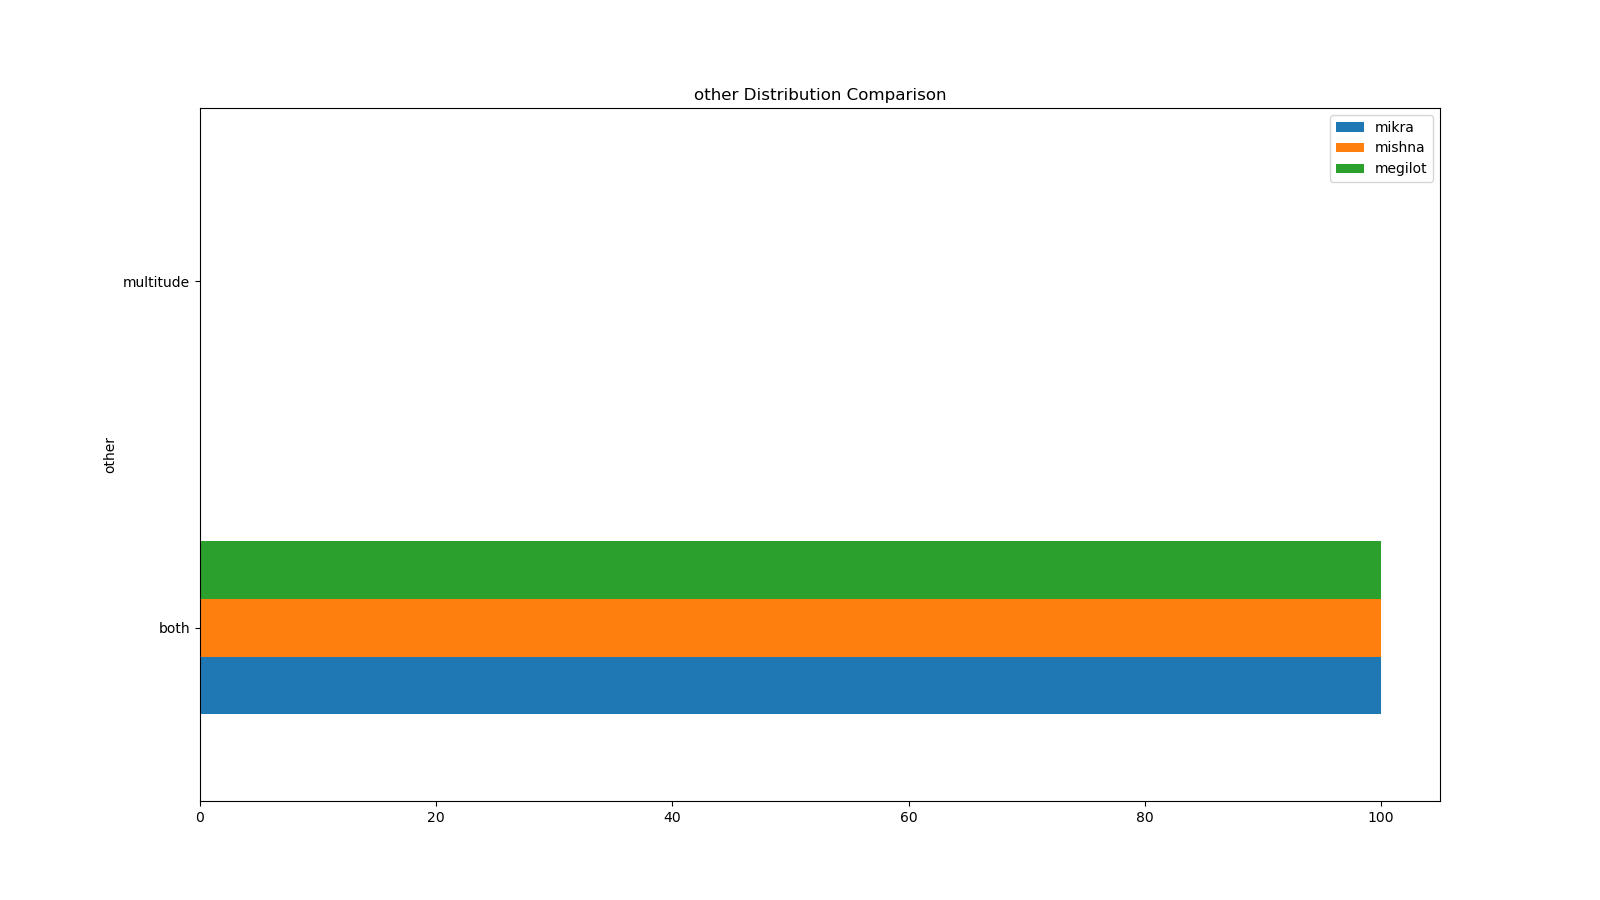 other Distribution Comparison
mikra
mishna
megilot
multitude
other
both
0 20 40 60 80 100